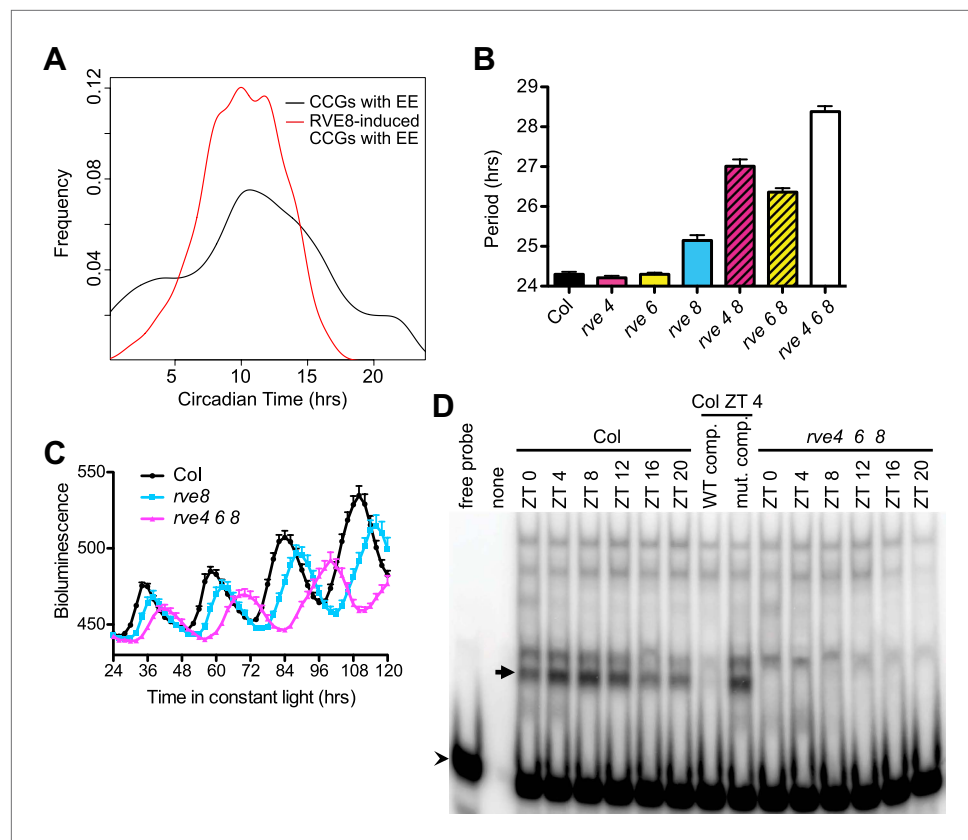 A
0.12
0.08
0.04
Frequency
CCGs with EE
RVE8-induced
CCGs with EE
5
10
15
20
Circadian Time (hrs)
B
29
28
27
26
25
24
Period (hrs)
Col
rve 4
rve 6
rve 8
rve 4 8
rve 6 8
rve 4 6 8
C
550
500
450
Bioluminescence
Col
rve8
rve4 6 8
24
36
48
60
72
84
96
108
120
Time in constant light (hrs)
D
Col ZT 4
Col
rve4 6 8
free probe
none
ZT 0
ZT 4
ZT 8
ZT 12
ZT 16
ZT 20
WT comp.
mut. comp.
ZT 0
ZT 4
ZT 8
ZT 12
ZT 16
ZT 20